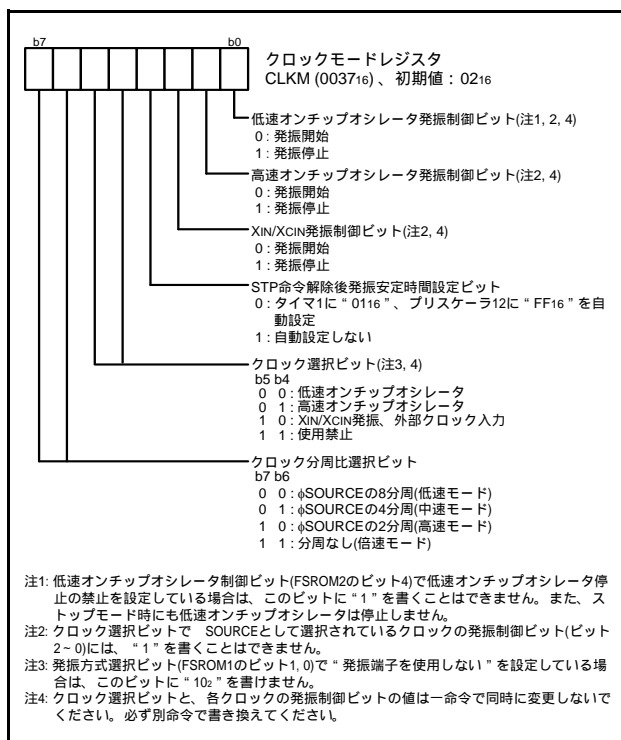 b7 b0
クロックモードレジスタ
CLKM (003716) 、初期値 : 0216
低速オンチップオシレータ発振制御ビット(注1, 2, 4)
0 : 発振開始
1 : 発振停止
高速オンチップオシレータ発振制御ビット(注2, 4)
0 : 発振開始
1 : 発振停止
XIN/XCIN発振制御ビット(注2, 4)
0 : 発振開始
1 : 発振停止
STP命令解除後発振安定時間設定ビット
0 : タイマ1に“0116”、プリスケーラ12に“FF16”を自
動設定
1 : 自動設定しない
クロック選択ビット(注3, 4)
b5 b4
0 0 : 低速オンチップオシレータ
0 1 : 高速オンチップオシレータ
1 0 : XIN/XCIN発振、外部クロック入力
1 1 : 使用禁止
クロック分周比選択ビット
b7 b6
0 0 : ϕSOURCEの8分周(低速モード)
0 1 : ϕSOURCEの4分周(中速モード)
1 0 : ϕSOURCEの2分周(高速モード)
1 1 : 分周なし(倍速モード)
注1: 低速オンチップオシレータ制御ビット(FSROM2のビット4)で低速オンチップオシレータ停
止の禁止を設定している場合は、このビットに“1”を書くことはできません。また、ス
トップモード時にも低速オンチップオシレータは停止しません。
注2: クロック選択ビットで SOURCEとして選択されているクロックの発振制御ビット(ビット
2~0)には、“1”を書くことはできません。
注3: 発振方式選択ビット(FSROM1のビット1, 0)で“発振端子を使用しない”を設定している場
合は、このビットに“102”を書けません。
注4: クロック選択ビットと、各クロックの発振制御ビットの値は一命令で同時に変更しないで
ください。必ず別命令で書き換えてください。